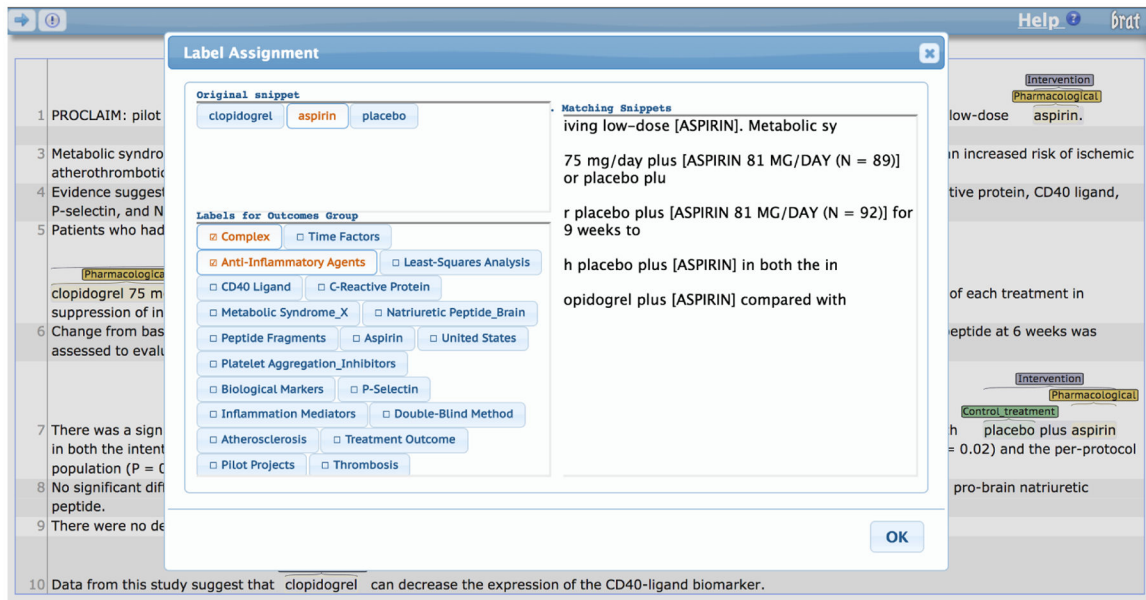 Help ? brat
Label Assignment
Original snippet
clopidogrel aspirin placebo
Labels for Outcomes Group
Complex Time Factors
Anti-Inflammatory Agents Least-Squares Analysis
CD40 Ligand C-Reactive Protein
Metabolic Syndrome_X Natriuretic Peptide_Brain
Peptide Fragments Aspirin United States
Platelet Aggregation_Inhibitors
Biological Markers P-Selectin
Inflammation Mediators Double-Blind Method
Atherosclerosis Treatment Outcome
Pilot Projects Thrombosis
. Matching Snippets
iving low-dose [ASPIRIN]. Metabolic sy
75 mg/day plus [ASPIRIN 81 MG/DAY (N = 89)]
or placebo plu
r placebo plus [ASPIRIN 81 MG/DAY (N = 92)] for
9 weeks to
h placebo plus [ASPIRIN] in both the in
opidogrel plus [ASPIRIN] compared with
OK
Intervention
Pharmacological
1 PROCLAIM: pilot low-dose aspirin.
3 Metabolic syndro n increased risk of ischemic
atherothrombotic
4 Evidence suggest tive protein, CD40 ligand,
P-selectin, and N
5 Patients who had
Pharmacologica
clopidogrel 75 m of each treatment in
suppression of in
6 Change from bas eptide at 6 weeks was
assessed to evalu
Intervention
Pharmacological
Control_treatment
7 There was a sign h placebo plus aspirin
in both the intent = 0.02) and the per-protocol
population (P = 0
8 No significant diff pro-brain natriuretic
peptide.
9 There were no de
10 Data from this study suggest that clopidogrel can decrease the expression of the CD40-ligand biomarker.